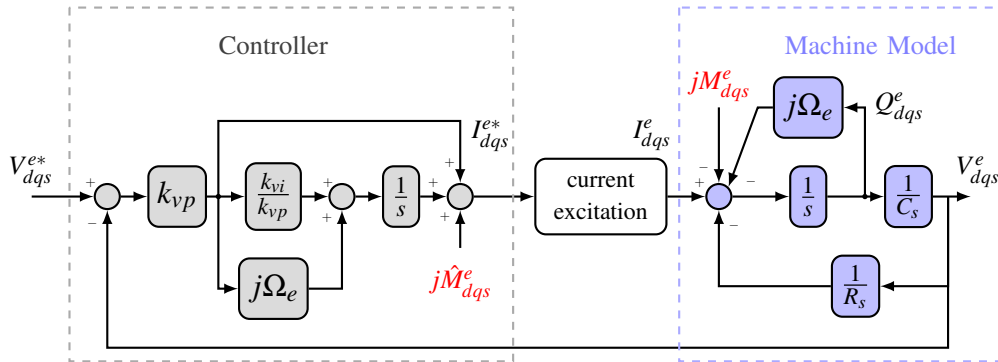 Controller
Machine Model
jM^e_{dqs}
jΩ_e
Q^e_{dqs}
I^{e*}_{dqs}
I^e_{dqs}
V^{e*}_{dqs}
V^e_{dqs}
+
−
k_{vp}
k_{vi}/k_{vp}
+
+
1/s
+
+
+
current
excitation
+
−
−
−
−
1/s
1/C_s
jΩ_e
jM̂^e_{dqs}
1/R_s